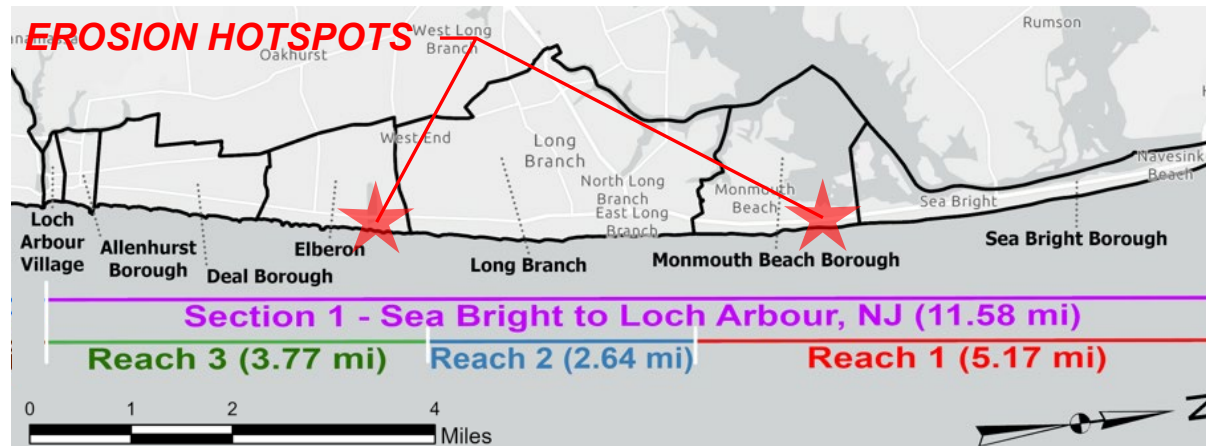 EROSION HOTSPOTS
West Long
Branch
Rumson
Oakhurst
West End
Long
Branch
North Long
Branch
East Long
Branch
Monmouth
Beach
Sea Bright
Navesink
Beach
Loch
Arbour
Village
Allenhurst
Borough
Deal Borough
Elberon
Long Branch
Monmouth Beach Borough
Sea Bright Borough
Section 1 - Sea Bright to Loch Arbour, NJ (11.58 mi)
Reach 3 (3.77 mi)
Reach 2 (2.64 mi)
Reach 1 (5.17 mi)
0 1 2 4
Miles
N